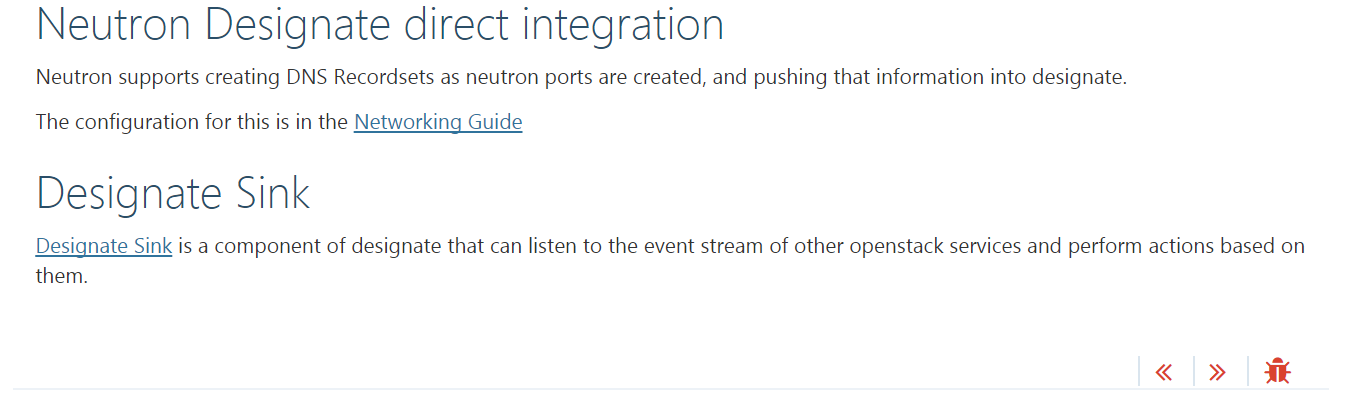 Neutron Designate direct integration
Neutron supports creating DNS Recordsets as neutron ports are created, and pushing that information into designate.
The configuration for this is in the Networking Guide
Designate Sink
Designate Sink is a component of designate that can listen to the event stream of other openstack services and perform actions based on
them.